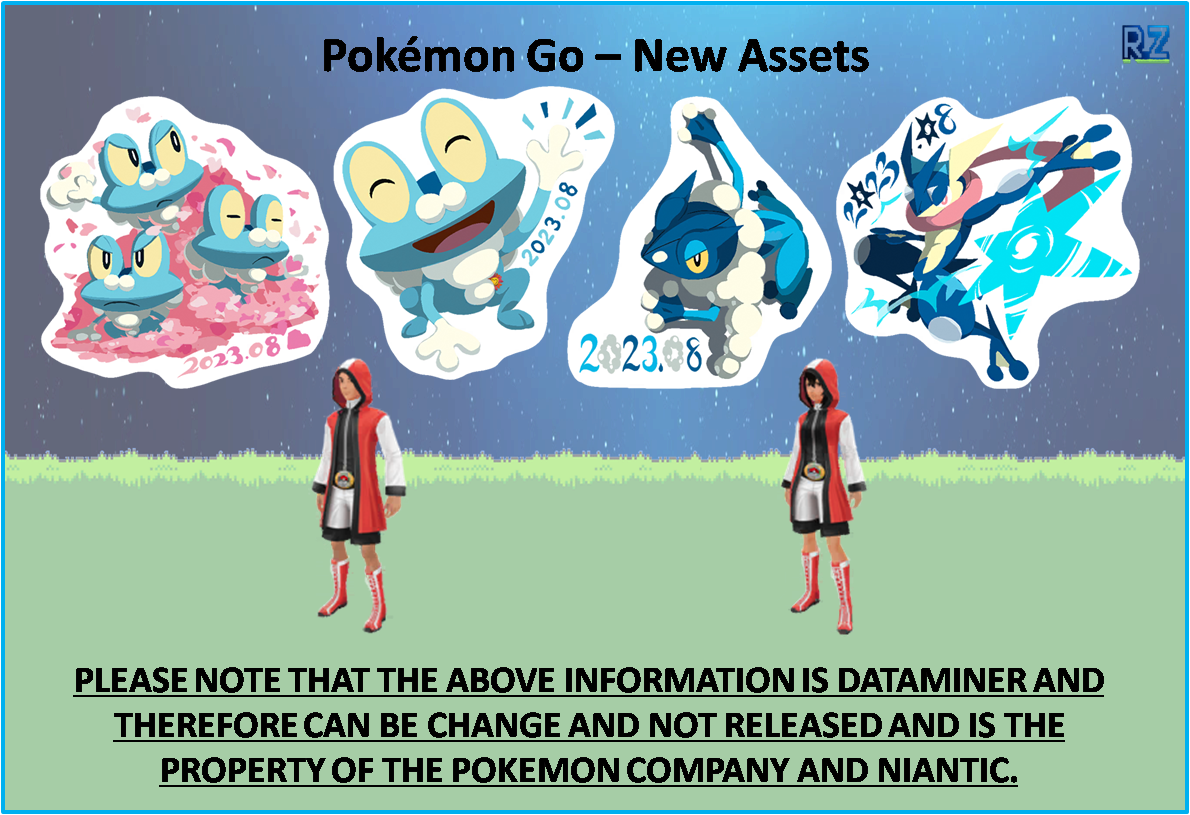 Pokémon Go – New Assets
RZ
2023.08
2023.08
2023.08
2023.08
PLEASE NOTE THAT THE ABOVE INFORMATION IS DATAMINER AND
THEREFORE CAN BE CHANGE AND NOT RELEASED AND IS THE
PROPERTY OF THE POKEMON COMPANY AND NIANTIC.